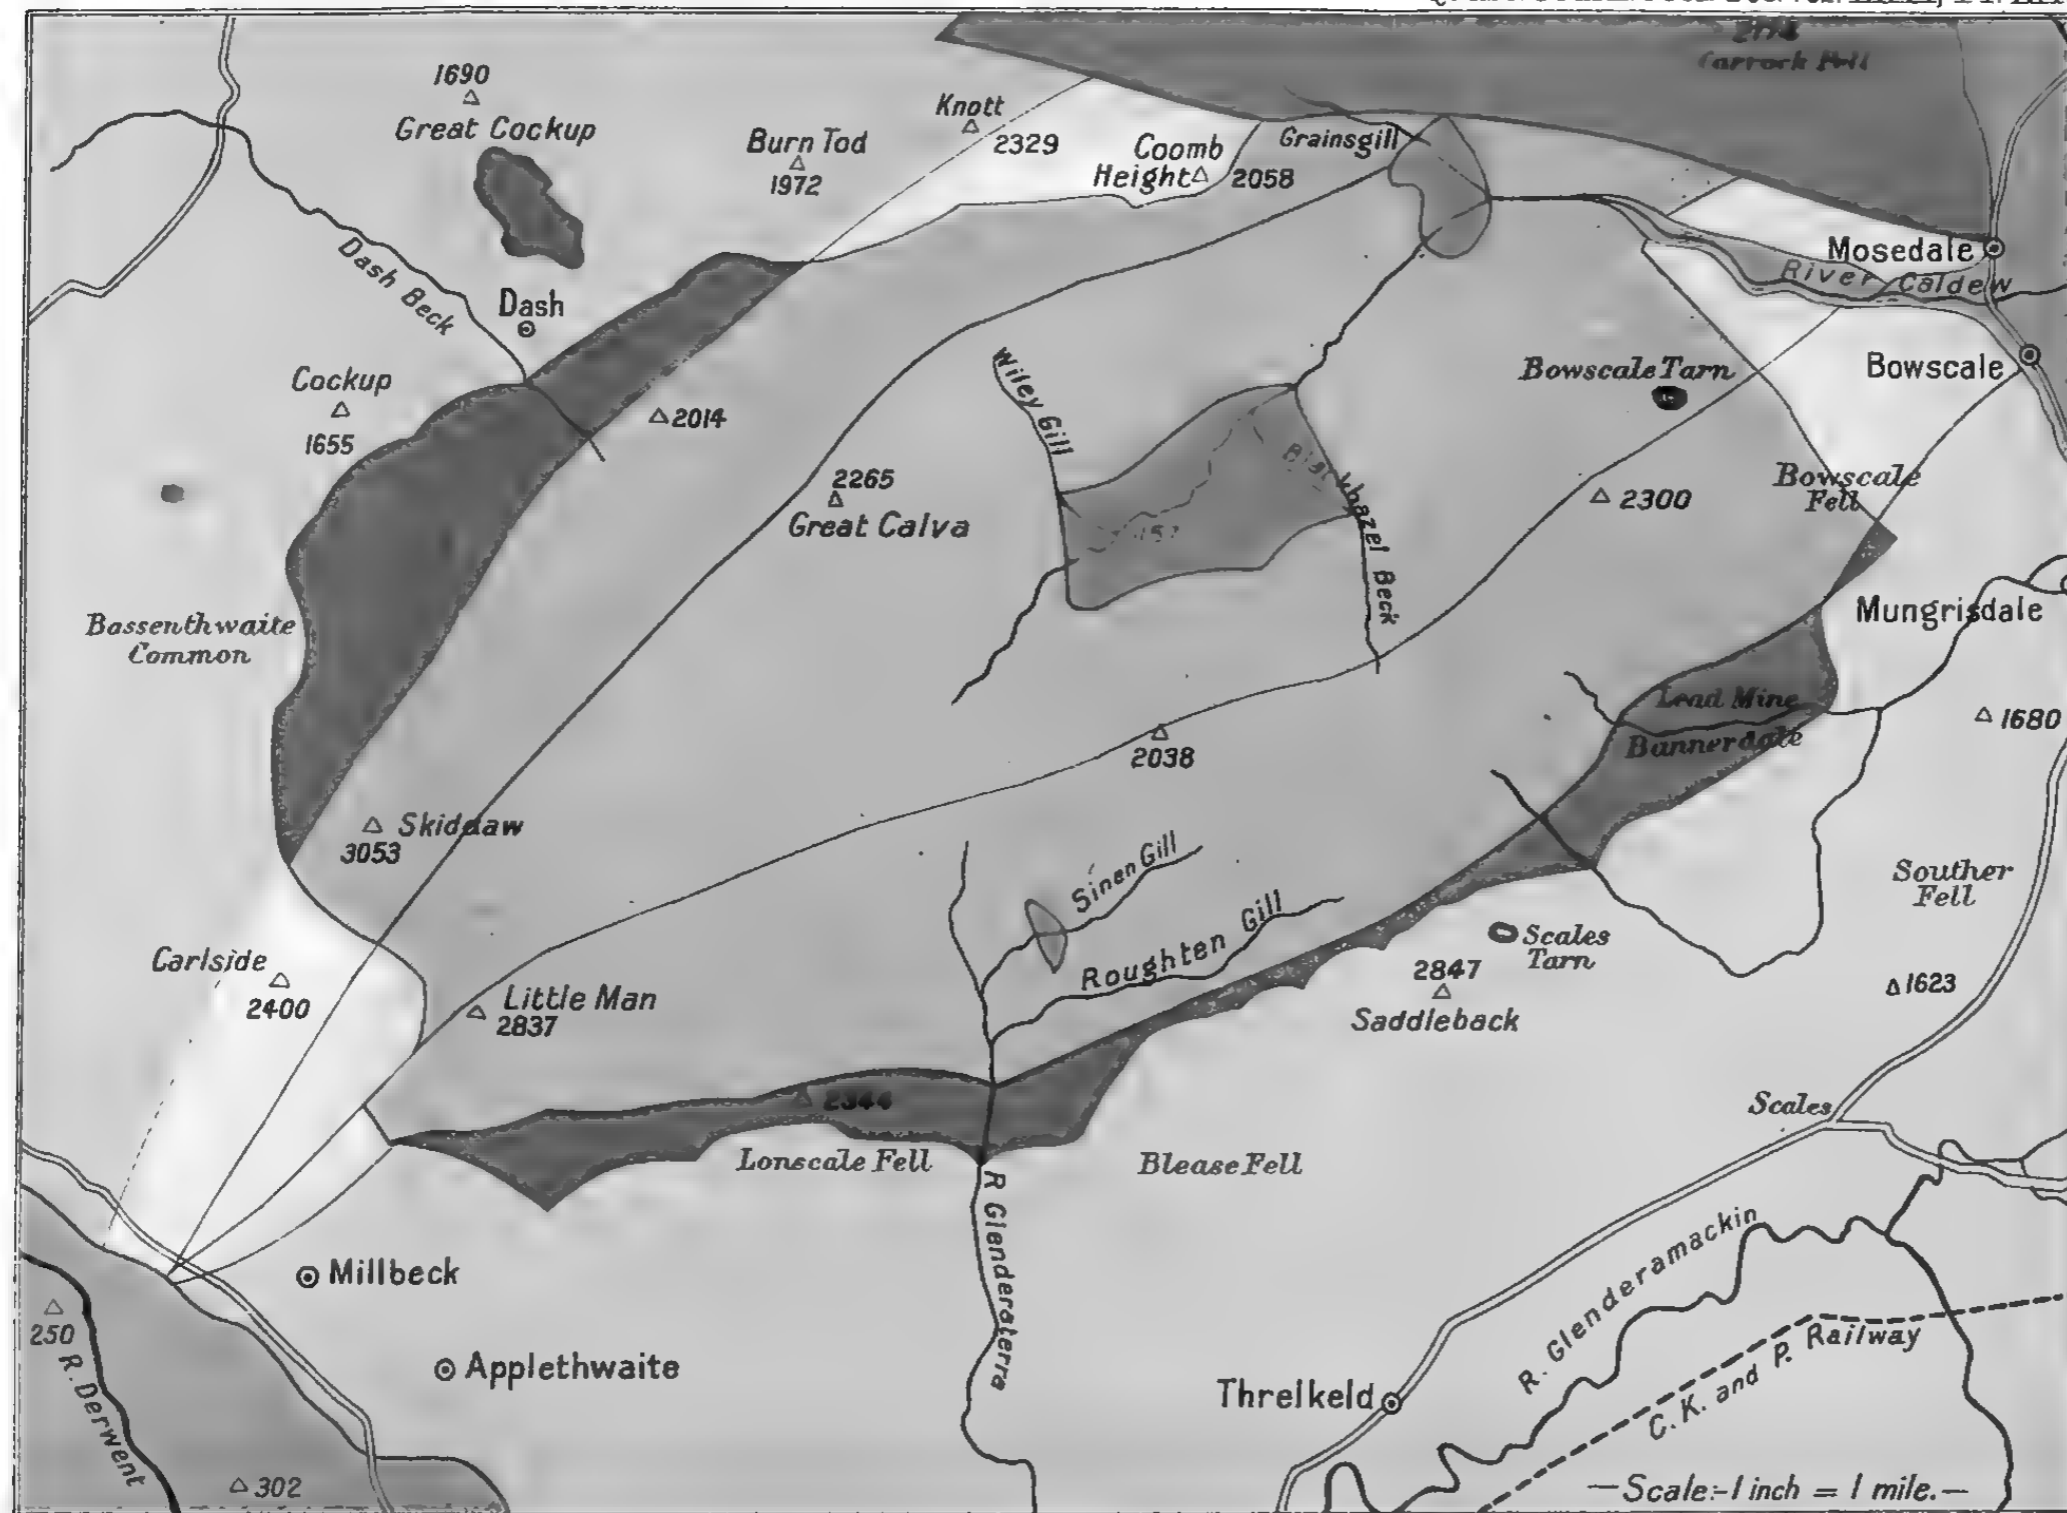 Carrock Fell
1690
Great Cockup
Knott
2329
Burn Tod
1972
Coomb
Height
2058
Grainsgill
Mosedale
River Caldew
Dash Beck
Dash
Cockup
1655
2014
Wiley Gill
Bowscale Tarn
Bowscale
2265
Great Calva
Blackhazel Beck
2300
Bowscale
Fell
Bassenthwaite
Common
Mungrisdale
Lead Mine
Bannerdale
1680
2038
Skiddaw
3053
Sinen Gill
Souther
Fell
Roughten Gill
Scales
Tarn
Carlside
2400
2847
Saddleback
1623
Little Man
2837
2344
Scales
Lonscale Fell
Blease Fell
R Glenderaterra
R. Glenderamackin
Millbeck
250
R. Derwent
Applethwaite
C. K. and P. Railway
Threlkeld
302
—Scale:-1 inch = 1 mile.—